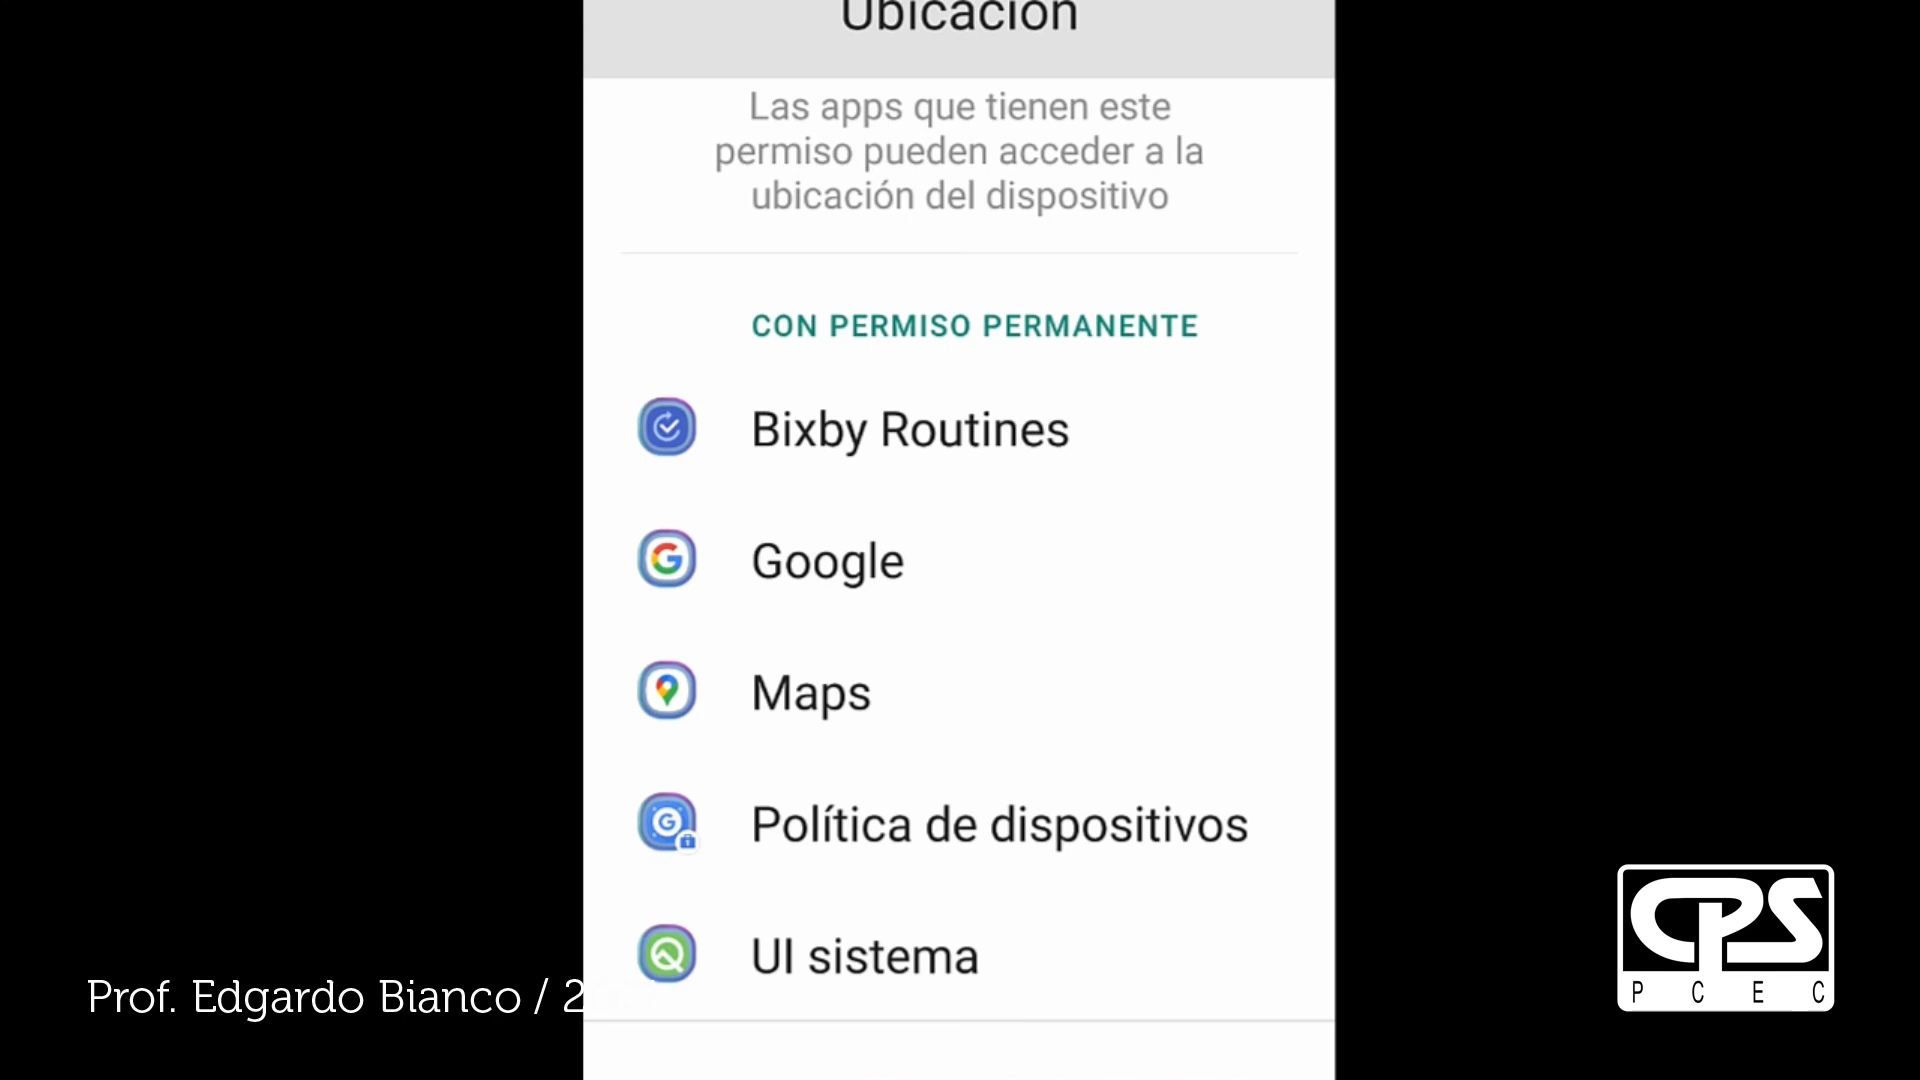 Ubicación
Las apps que tienen este
permiso pueden acceder a la
ubicación del dispositivo
CON PERMISO PERMANENTE
Bixby Routines
Google
Maps
Política de dispositivos
UI sistema
Prof. Edgardo Bianco /
CPS
P C E C